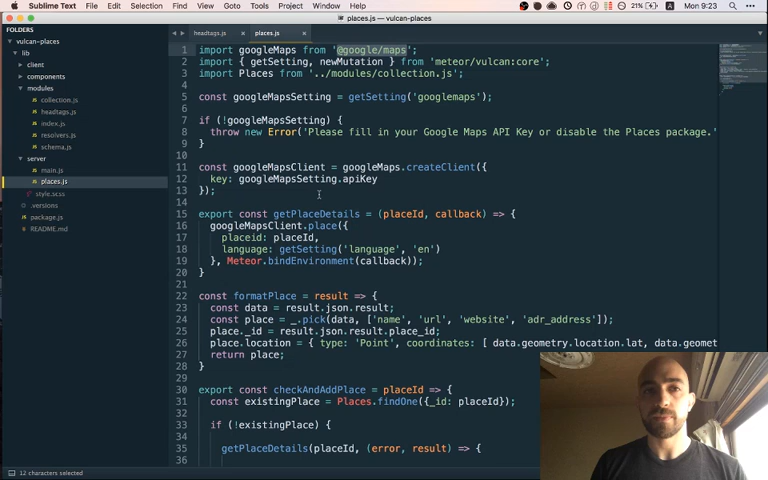 Sublime Text File Edit Selection Find View Goto Tools Project Window Help 21% Mon 9:23
places.js — vulcan-places
FOLDERS
vulcan-places
lib
client
components
modules
collection.js
headtags.js
index.js
resolvers.js
schema.js
server
main.js
places.js
style.scss
.versions
package.js
README.md
headtags.js places.js
1 import googleMaps from '@google/maps';
2 import { getSetting, newMutation } from 'meteor/vulcan:core';
3 import Places from '../modules/collection.js';
4
5 const googleMapsSetting = getSetting('googlemaps');
6
7 if (!googleMapsSetting) {
8 throw new Error('Please fill in your Google Maps API Key or disable the Places package.'
9 }
10
11 const googleMapsClient = googleMaps.createClient({
12 key: googleMapsSetting.apiKey
13 });
14
15 export const getPlaceDetails = (placeId, callback) => {
16 googleMapsClient.place({
17 placeid: placeId,
18 language: getSetting('language', 'en')
19 }, Meteor.bindEnvironment(callback));
20 }
21
22 const formatPlace = result => {
23 const data = result.json.result;
24 const place = _.pick(data, ['name', 'url', 'website', 'adr_address']);
25 place._id = result.json.result.place_id;
26 place.location = { type: 'Point', coordinates: [ data.geometry.location.lat, data.geomet
27 return place;
28 }
29
30 export const checkAndAddPlace = placeId => {
31 const existingPlace = Places.findOne({_id: placeId});
32
33 if (!existingPlace) {
34
35 getPlaceDetails(placeId, (error, result) => {
36
12 characters selected